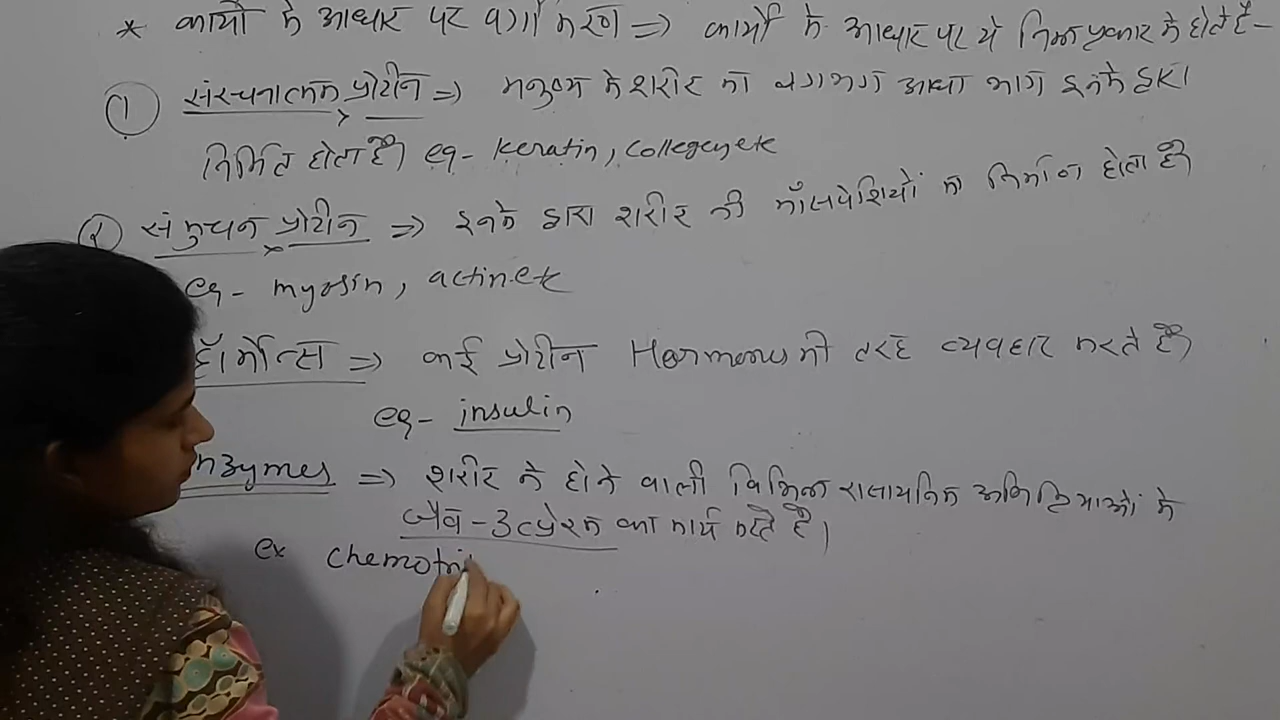 * कार्यों के आधार पर वर्गीकरण => कार्यों के आधार पर ये निम्न प्रकार के होते हैं-
① संरचनात्मक प्रोटीन => मनुष्य के शरीर का लगभग आधा भाग इनके द्वारा
निर्मित होता है। eg- keratin, collegen etc
② संकुचन प्रोटीन => इनके द्वारा शरीर की माँसपेशियों का निर्माण होता है।
eg- myosin, actin etc
हॉर्मोन्स => कई प्रोटीन Harmones की तरह व्यवहार करते हैं।
eg- insulin
nzymes => शरीर में होने वाली विभिन्न रासायनिक अभिक्रियाओं में
जैव-उत्प्रेरक का कार्य करते हैं।
ex chemotri